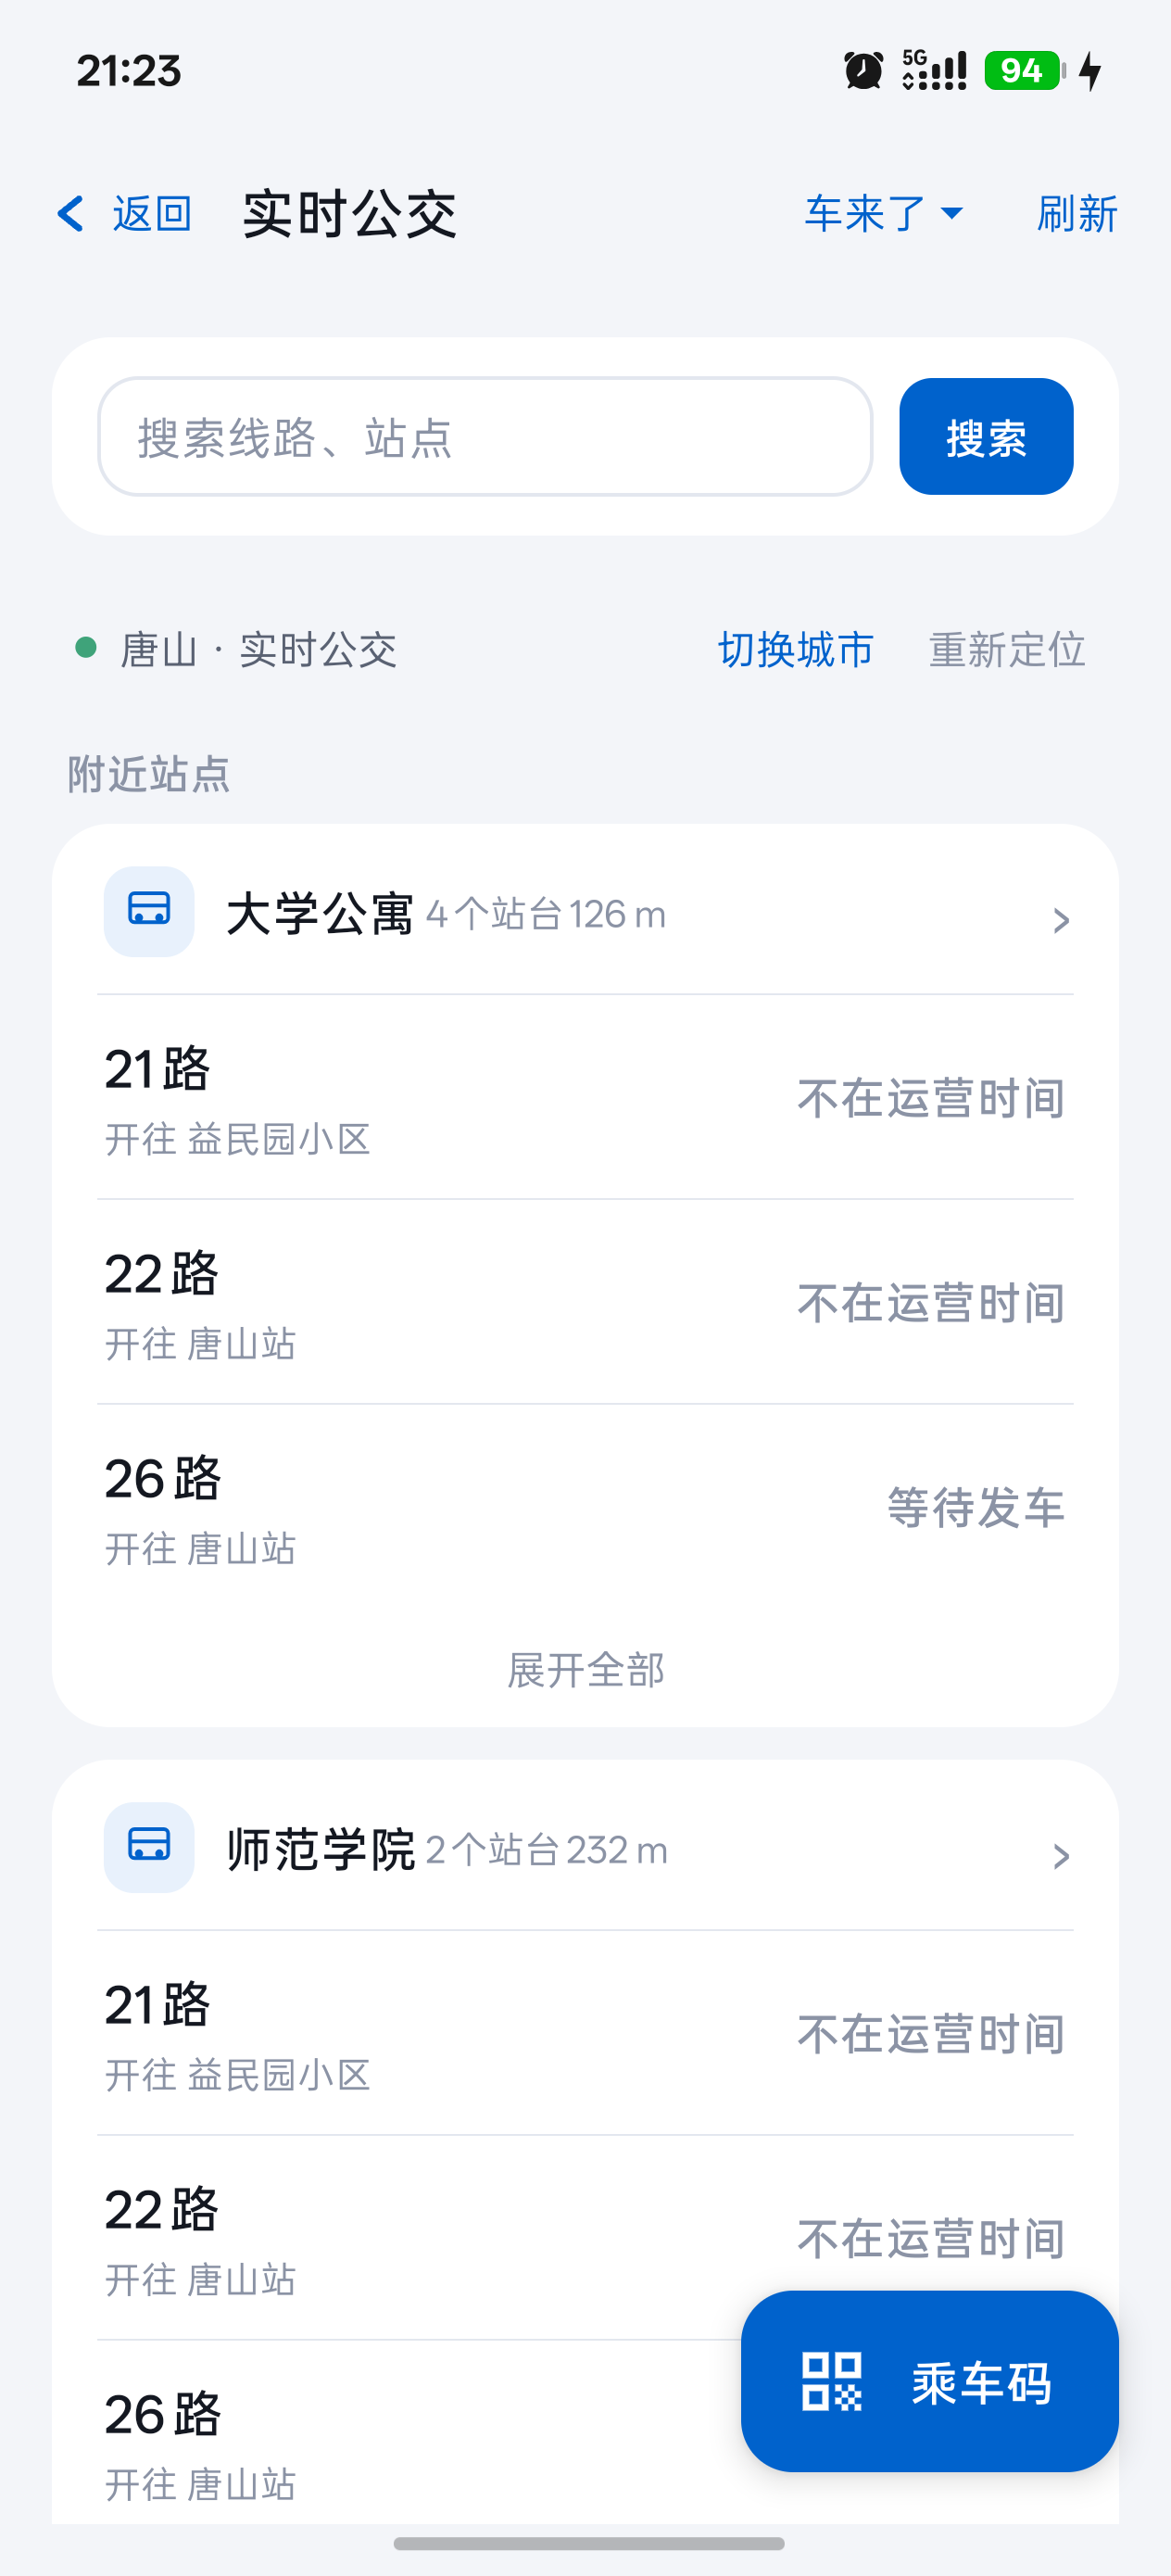 21:23 5G 94
返回 实时公交 车来了 刷新
搜索线路、站点 搜索
唐山 · 实时公交 切换城市 重新定位
附近站点
大学公寓 4个站台 126 m
21路
不在运营时间
开往 益民园小区
22路
不在运营时间
开往 唐山站
26路
等待发车
开往 唐山站
展开全部
师范学院 2个站台 232 m
21路
不在运营时间
开往 益民园小区
22路
不在运营时间
开往 唐山站
26路
乘车码
开往 唐山站